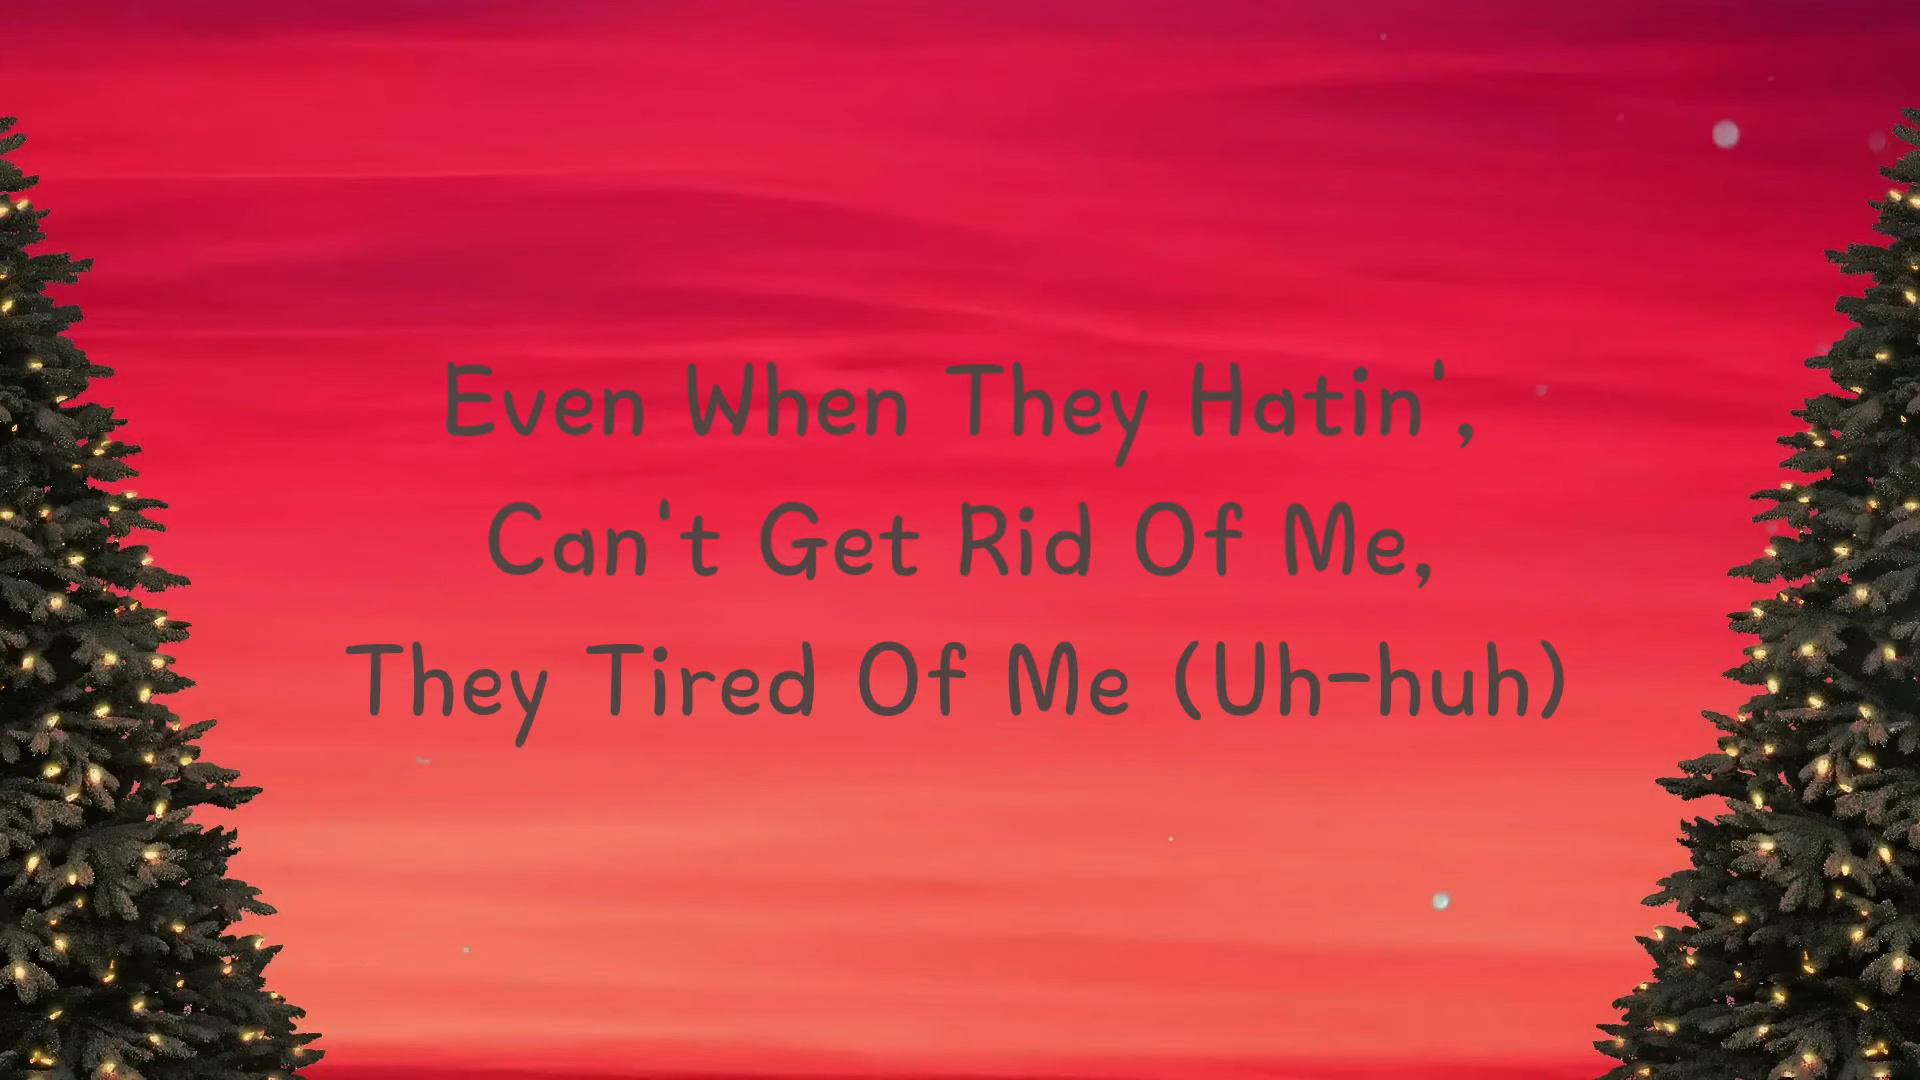 Even When They Hatin',
Can't Get Rid Of Me,
They Tired Of Me (Uh-huh)